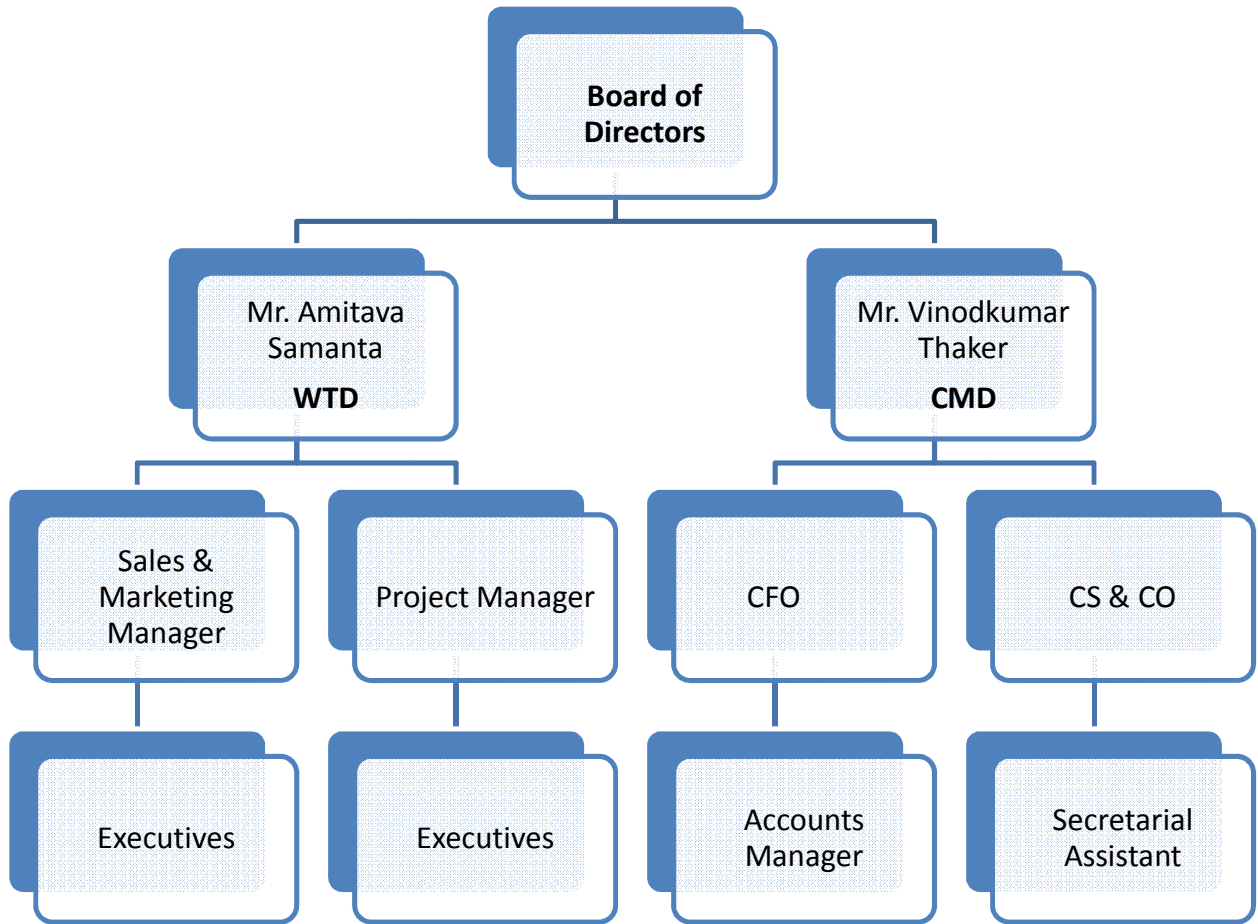 Board of
Directors
Mr. Amitava
Samanta
WTD
Mr. Vinodkumar
Thaker
CMD
Sales &
Marketing
Manager
Project Manager
CFO
CS & CO
Executives
Executives
Accounts
Manager
Secretarial
Assistant